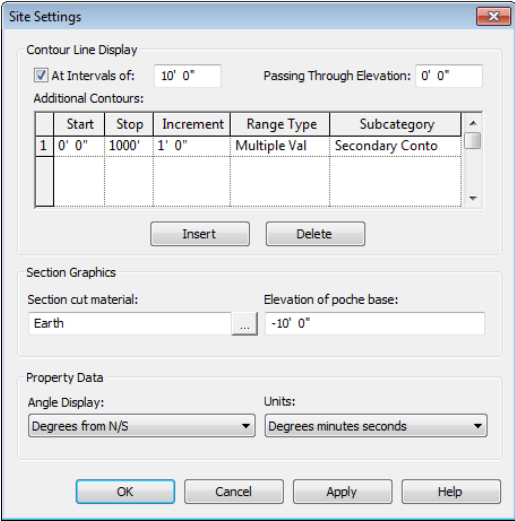 Site Settings
Contour Line Display
At Intervals of: 10' 0" Passing Through Elevation: 0' 0"
Additional Contours:
Start Stop Increment Range Type Subcategory
1 0' 0" 1000' 1' 0" Multiple Val Secondary Conto
Insert Delete
Section Graphics
Section cut material: Elevation of poche base:
Earth ... -10' 0"
Property Data
Angle Display: Units:
Degrees from N/S Degrees minutes seconds
OK Cancel Apply Help